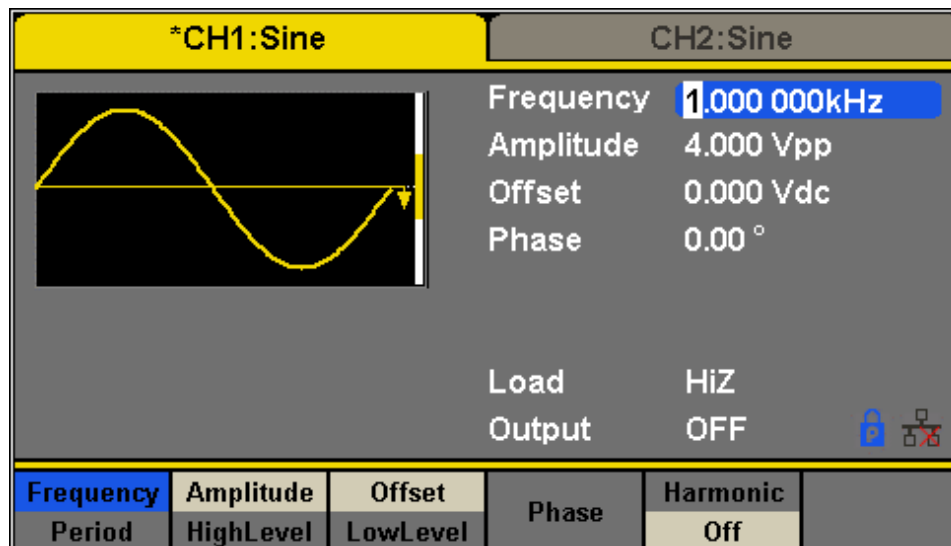 *CH1:Sine CH2:Sine
Frequency 1.000 000kHz
Amplitude 4.000 Vpp
Offset 0.000 Vdc
Phase 0.00 °
Load HiZ
Output OFF
P
Frequency Amplitude Offset Phase Harmonic
Period HighLevel LowLevel Off